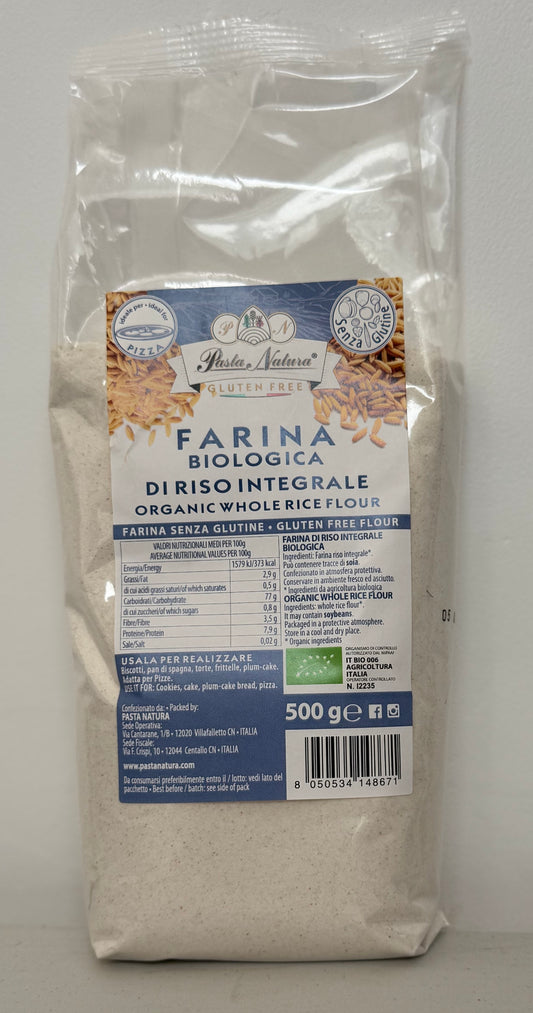 ideale per • ideal for
PIZZA
P N
Senza Glutine
Pasta Natura®
GLUTEN FREE
FARINA
BIOLOGICA
DI RISO INTEGRALE
ORGANIC WHOLE RICE FLOUR
FARINA SENZA GLUTINE • GLUTEN FREE FLOUR
VALORI NUTRIZIONALI MEDI PER 100g
AVERAGE NUTRITIONAL VALUES PER 100g
Energia/Energy 1579 kJ/373 kcal
Grassi/Fat 2,9 g
di cui acidi grassi saturi/of which saturates 0,5 g
Carboidrati/Carbohydrate 77 g
di cui zuccheri/of which sugars 0,8 g
Fibre/Fibre 3,5 g
Proteine/Protein 7,9 g
Sale/Salt 0,02 g
FARINA DI RISO INTEGRALE
BIOLOGICA
Ingredienti: Farina riso integrale*.
Può contenere tracce di soia.
Confezionato in atmosfera protettiva.
Conservare in ambiente fresco ed asciutto.
* Ingredienti da agricoltura biologica
ORGANIC WHOLE RICE FLOUR
Ingredients: whole rice flour*.
It may contain soybeans.
Packaged in a protective atmosphere.
Store in a cool and dry place.
* Organic ingredients
USALA PER REALIZZARE
Biscotti, pan di spagna, torte, frittelle, plum-cake.
Adatta per Pizze.
USE IT FOR: Cookies, cake, plum-cake bread, pizza.
ORGANISMO DI CONTROLLO
AUTORIZZATO DAL MIPAAF
IT BIO 006
AGRICOLTURA
ITALIA
OPERATORE CONTROLLATO
N. I2235
Confezionato da: • Packed by:
PASTA NATURA
Sede Operativa:
Via Cantarane, 1/B • 12020 Villafalletto CN • ITALIA
Sede Fiscale:
Via F. Crispi, 10 • 12044 Centallo CN • ITALIA
www.pastanatura.com
Da consumarsi preferibilmente entro il / lotto: vedi lato del
pacchetto • Best before / batch: see side of pack
500 g e
8 050534 148671
05